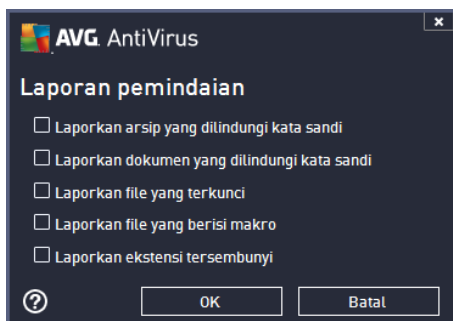 AVG. AntiVirus
Laporan pemindaian
Laporkan arsip yang dilindungi kata sandi
Laporkan dokumen yang dilindungi kata sandi
Laporkan file yang terkunci
Laporkan file yang berisi makro
Laporkan ekstensi tersembunyi
OK
Batal